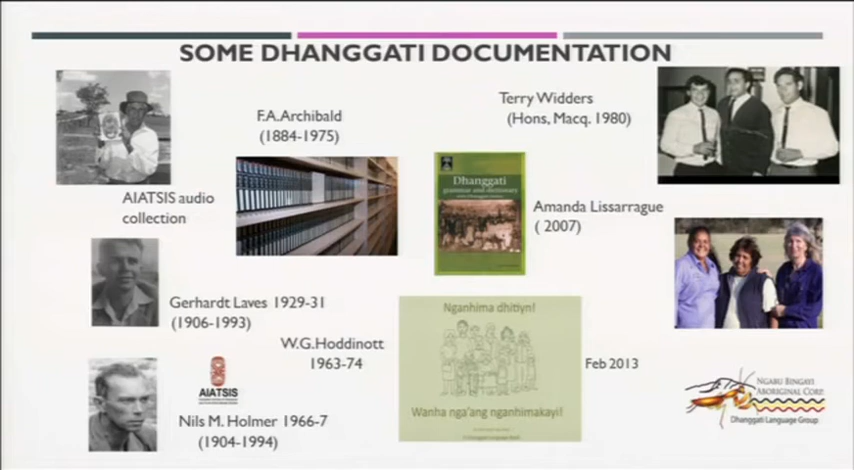 SOME DHANGGATI DOCUMENTATION
F.A.Archibald
(1884-1975)
Terry Widders
(Hons, Macq. 1980)
AIATSIS audio
collection
Dhanggati
grammar and dictionary
Amanda Lissarrague
( 2007)
Gerhardt Laves 1929-31
(1906-1993)
W.G.Hoddinott
1963-74
Nganhima dhitiyn!
Wanha nga'ang nganhimakayi!
Feb 2013
AIATSIS
Nils M. Holmer 1966-7
(1904-1994)
NGABU BINGAYI
ABORIGINAL CORP.
Dhanggati Language Group